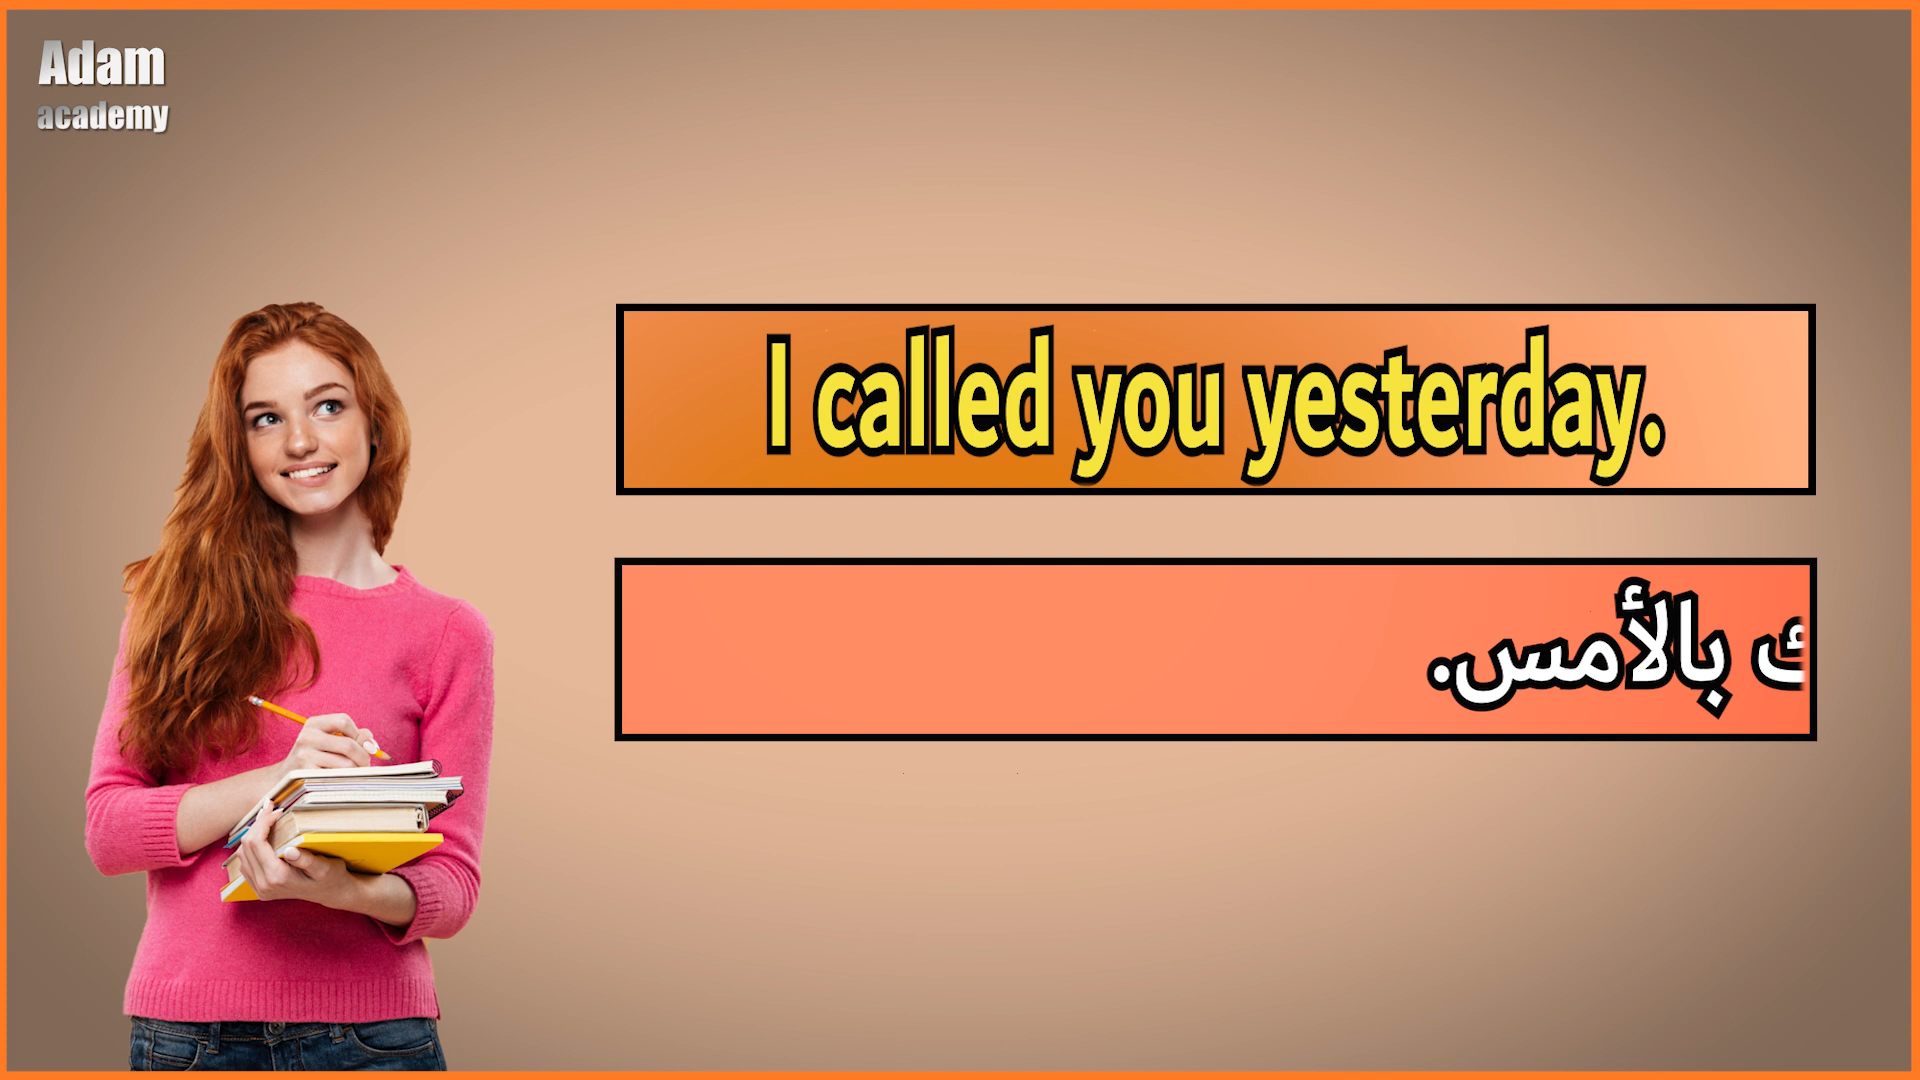 Adam
academy
I called you yesterday.
بالأمس.